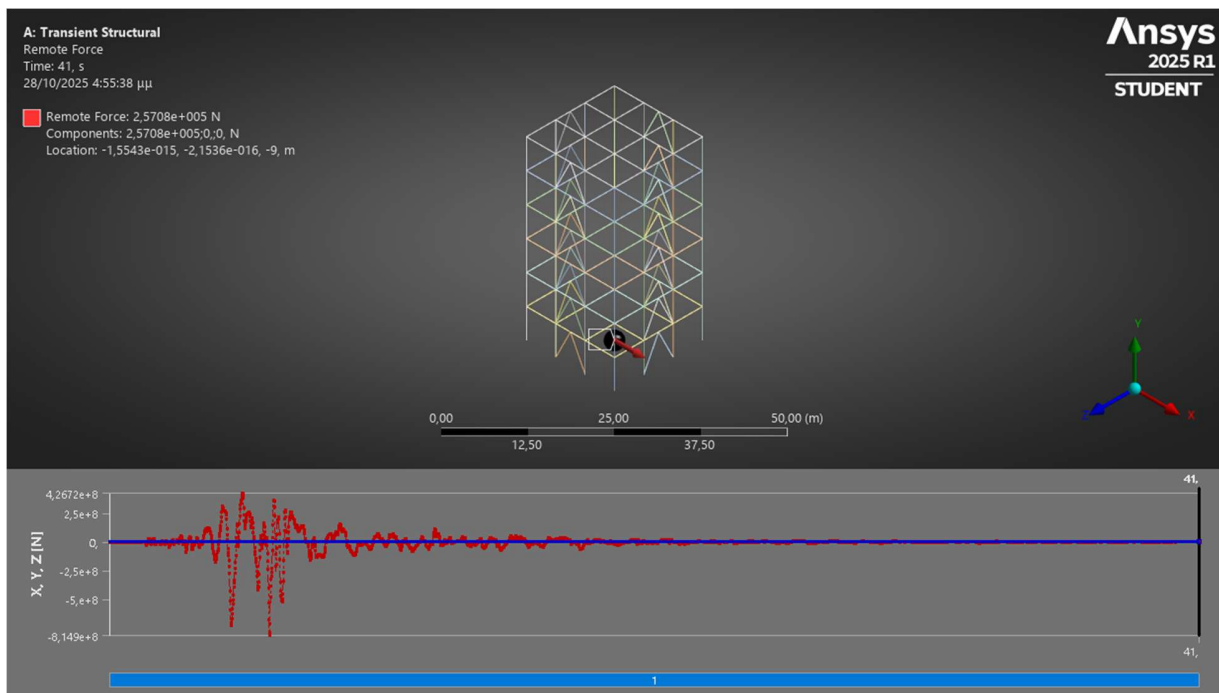 A: Transient Structural
Remote Force
Time: 41, s
28/10/2025 4:55:38 μμ
Remote Force: 2,5708e+005 N
Components: 2,5708e+005;0,;0, N
Location: -1,5543e-015, -2,1536e-016, -9, m
Ansys
2025 R1
STUDENT
Y
Z
X
0,00 25,00 50,00 (m)
12,50 37,50
41,
X, Y, Z [N]
4,2672e+8
2,5e+8
0,
-2,5e+8
-5,e+8
-8,149e+8
41,
1